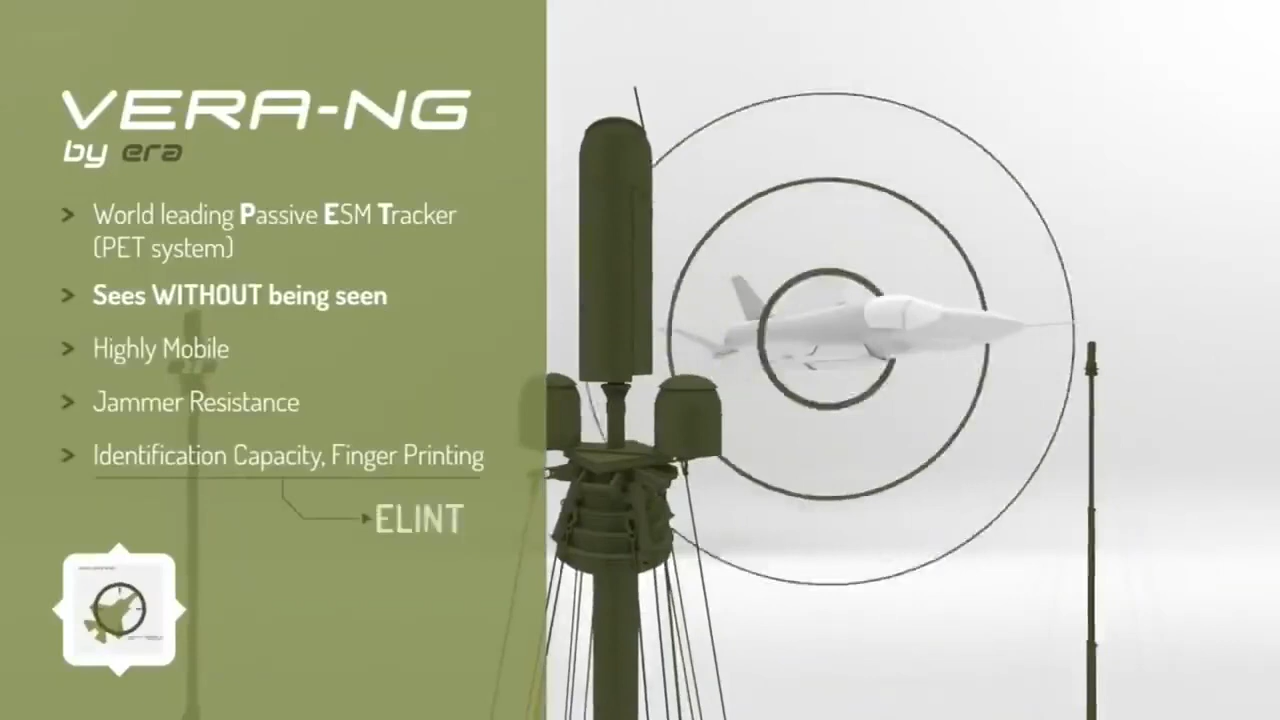 VERA-NG
by era
> World leading Passive ESM Tracker
(PET system)
> Sees WITHOUT being seen
> Highly Mobile
> Jammer Resistance
> Identification Capacity, Finger Printing
ELINT